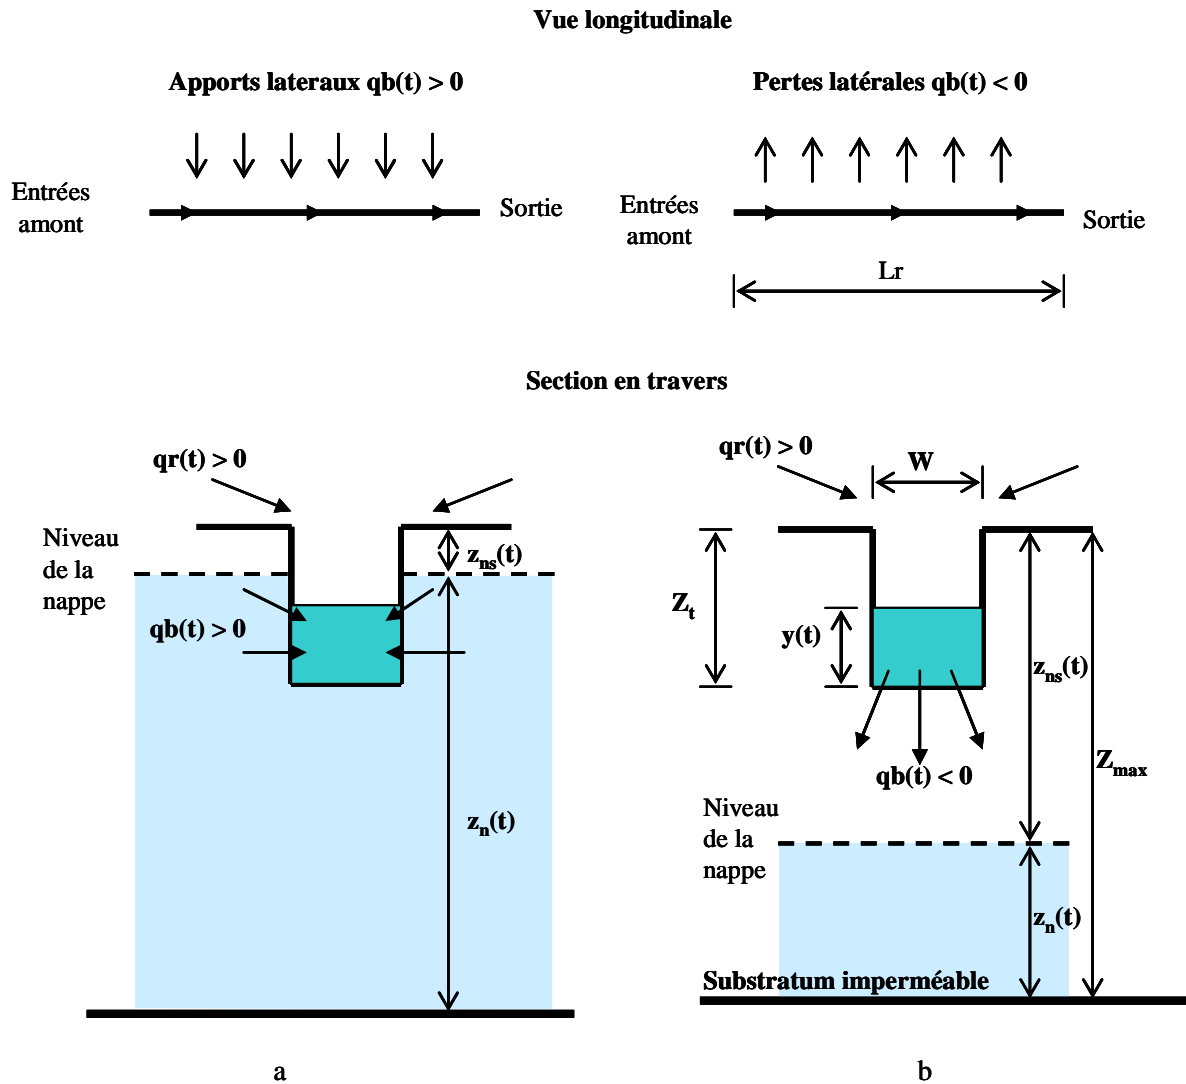 Vue longitudinale
Apports lateraux qb(t) > 0
Pertes latérales qb(t) < 0
Entrées
amont
Sortie
Entrées
amont
Sortie
Lr
Section en travers
qr(t) > 0
Niveau
de la
nappe
zns(t)
qb(t) > 0
zn(t)
a
qr(t) > 0
W
Zt
y(t)
zns(t)
Zmax
qb(t) < 0
Niveau
de la
nappe
zn(t)
Substratum imperméable
b